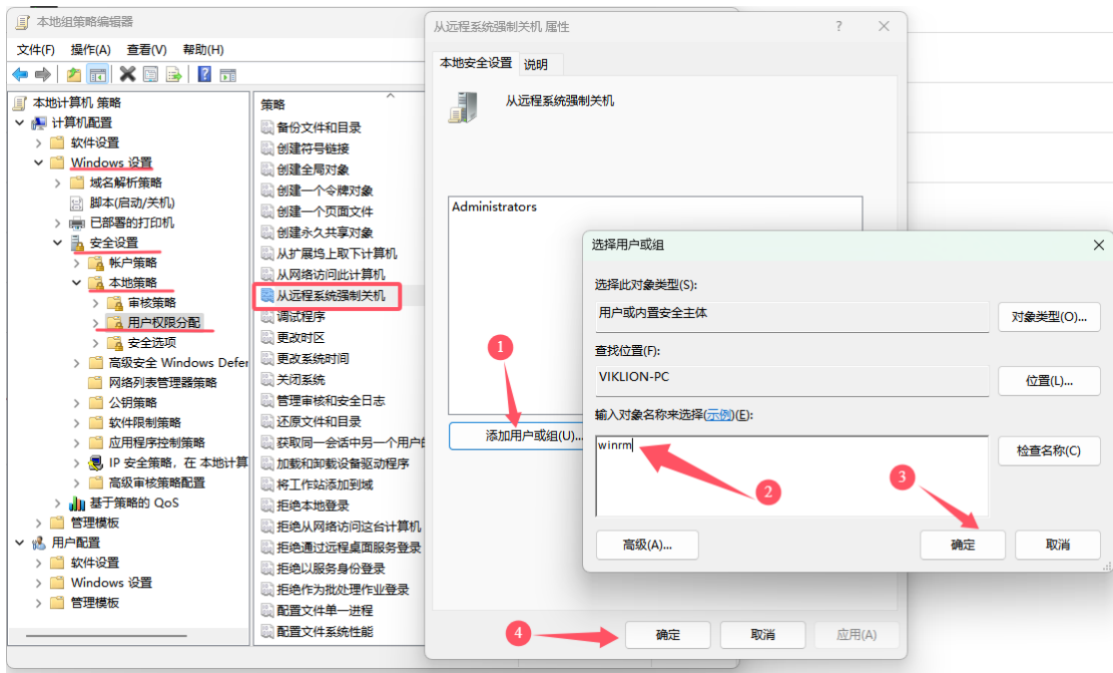 本地组策略编辑器
文件(F) 操作(A) 查看(V) 帮助(H)
本地计算机 策略
计算机配置
软件设置
Windows 设置
域名解析策略
脚本(启动/关机)
已部署的打印机
安全设置
帐户策略
本地策略
审核策略
用户权限分配
安全选项
高级安全 Windows Defer
网络列表管理器策略
公钥策略
软件限制策略
应用程序控制策略
IP 安全策略，在 本地计算
高级审核策略配置
基于策略的 QoS
管理模板
用户配置
软件设置
Windows 设置
管理模板
策略
备份文件和目录
创建符号链接
创建全局对象
创建一个令牌对象
创建一个页面文件
创建永久共享对象
从扩展坞上取下计算机
从网络访问此计算机
从远程系统强制关机
调试程序
更改时区
更改系统时间
关闭系统
管理审核和安全日志
还原文件和目录
获取同一会话中另一个用户的
加载和卸载设备驱动程序
将工作站添加到域
拒绝本地登录
拒绝从网络访问这台计算机
拒绝通过远程桌面服务登录
拒绝以服务身份登录
拒绝作为批处理作业登录
配置文件单一进程
配置文件系统性能
从远程系统强制关机 属性
本地安全设置 说明
从远程系统强制关机
Administrators
1
添加用户或组(U)...
4
确定 取消 应用(A)
选择用户或组
选择此对象类型(S):
用户或内置安全主体 对象类型(O)...
查找位置(F):
VIKLION-PC 位置(L)...
输入对象名称来选择(示例)(E):
winrm 检查名称(C)
2
3
高级(A)... 确定 取消